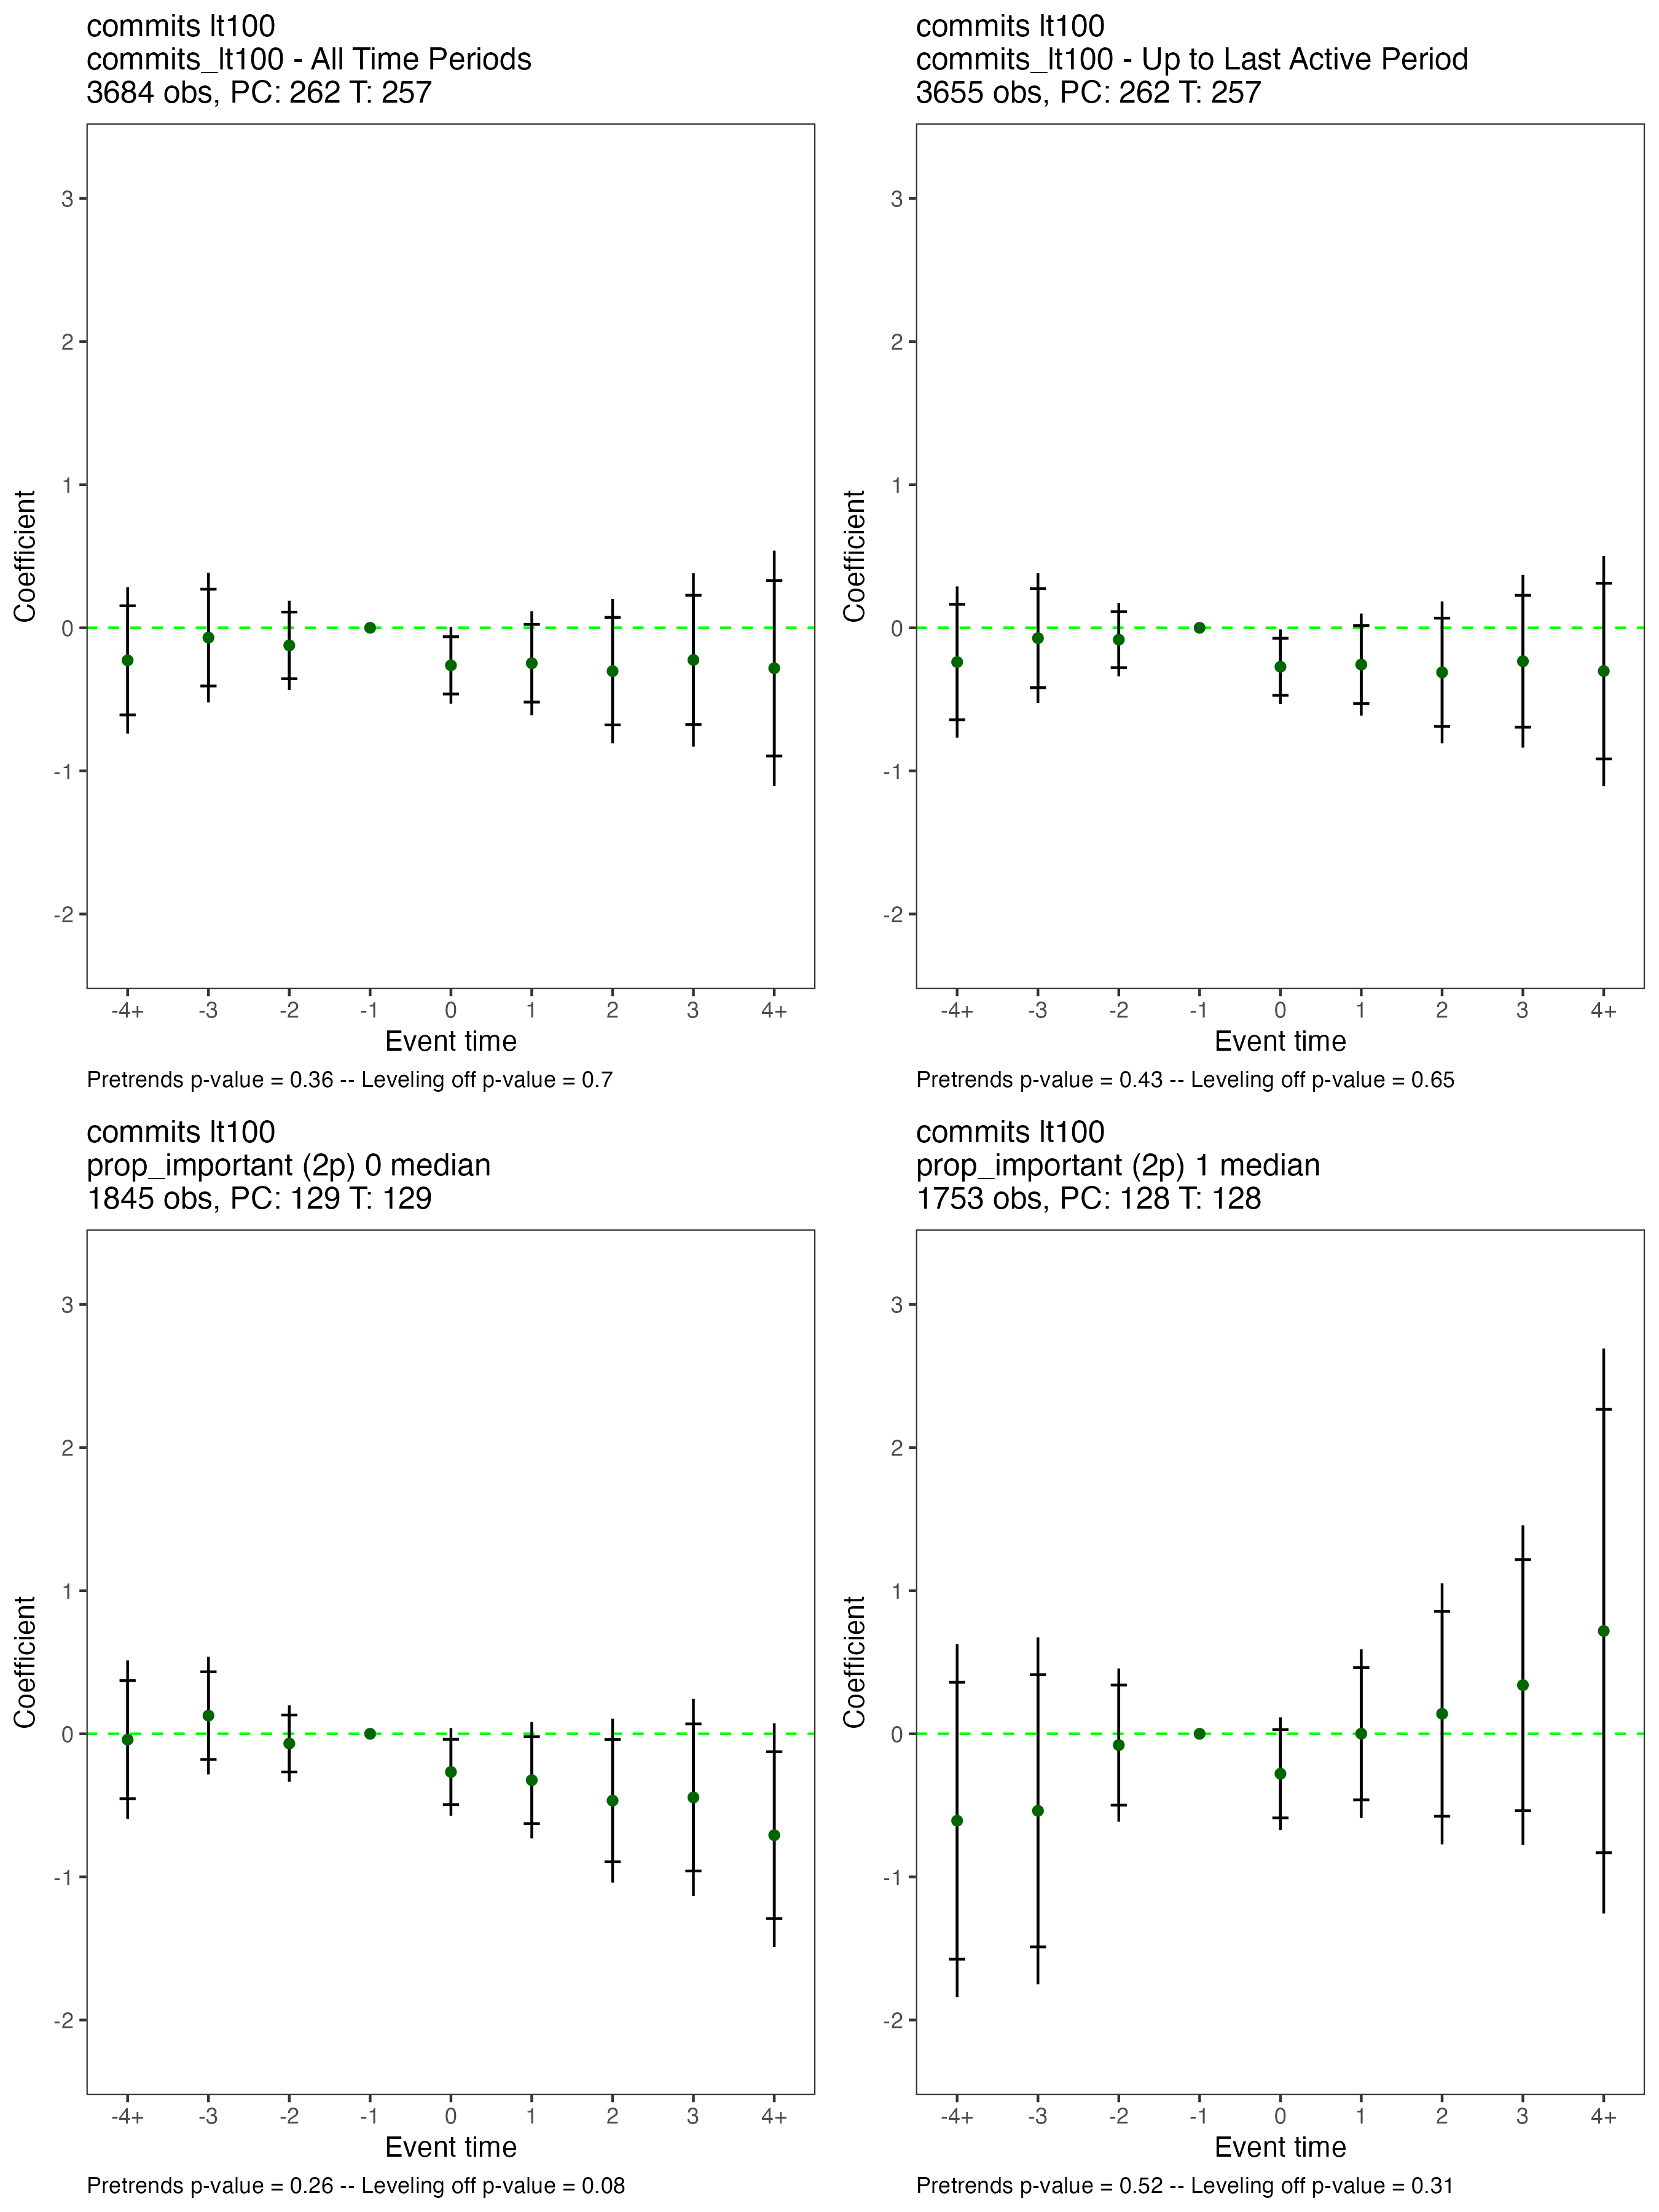 commits lt100
commits_lt100 - All Time Periods
3684 obs, PC: 262 T: 257
3
2
1
0
-1
-2
Coefficient
-4+ -3 -2 -1 0 1 2 3 4+
Event time
Pretrends p-value = 0.36 -- Leveling off p-value = 0.7
commits lt100
commits_lt100 - Up to Last Active Period
3655 obs, PC: 262 T: 257
3
2
1
0
-1
-2
Coefficient
-4+ -3 -2 -1 0 1 2 3 4+
Event time
Pretrends p-value = 0.43 -- Leveling off p-value = 0.65
commits lt100
prop_important (2p) 0 median
1845 obs, PC: 129 T: 129
3
2
1
0
-1
-2
Coefficient
-4+ -3 -2 -1 0 1 2 3 4+
Event time
Pretrends p-value = 0.26 -- Leveling off p-value = 0.08
commits lt100
prop_important (2p) 1 median
1753 obs, PC: 128 T: 128
3
2
1
0
-1
-2
Coefficient
-4+ -3 -2 -1 0 1 2 3 4+
Event time
Pretrends p-value = 0.52 -- Leveling off p-value = 0.31